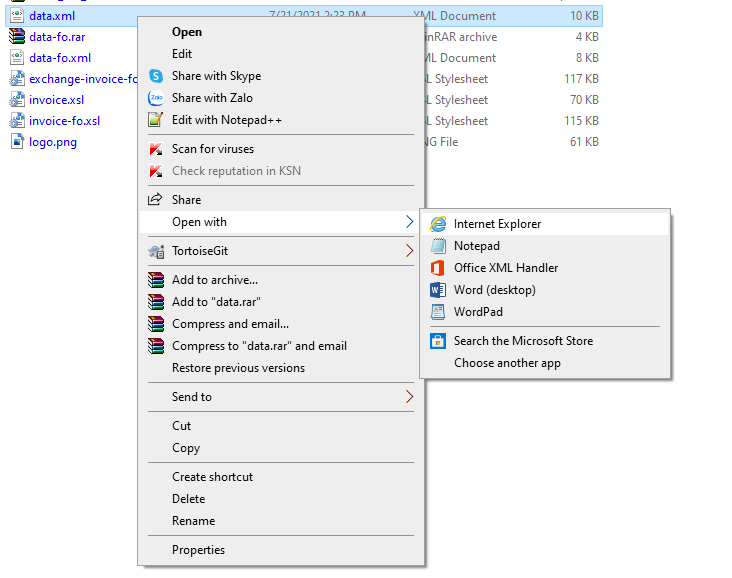 data.xml 7/21/2021 2:23 PM XML Document 10 KB
data-fo.rar WinRAR archive 4 KB
data-fo.xml XML Document 8 KB
exchange-invoice-fo SL Stylesheet 117 KB
invoice.xsl SL Stylesheet 70 KB
invoice-fo.xsl SL Stylesheet 115 KB
logo.png NG File 61 KB
Open
Edit
Share with Skype
Share with Zalo
Edit with Notepad++
Scan for viruses
Check reputation in KSN
Share
Open with
TortoiseGit
Add to archive...
Add to "data.rar"
Compress and email...
Compress to "data.rar" and email
Restore previous versions
Send to
Cut
Copy
Create shortcut
Delete
Rename
Properties
Internet Explorer
Notepad
Office XML Handler
Word (desktop)
WordPad
Search the Microsoft Store
Choose another app